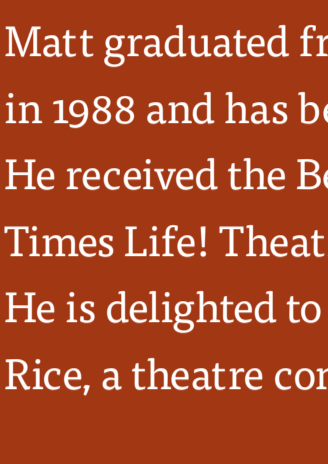 Matt graduated fr
in 1988 and has be
He received the Be
Times Life! Theat
He is delighted to
Rice, a theatre con